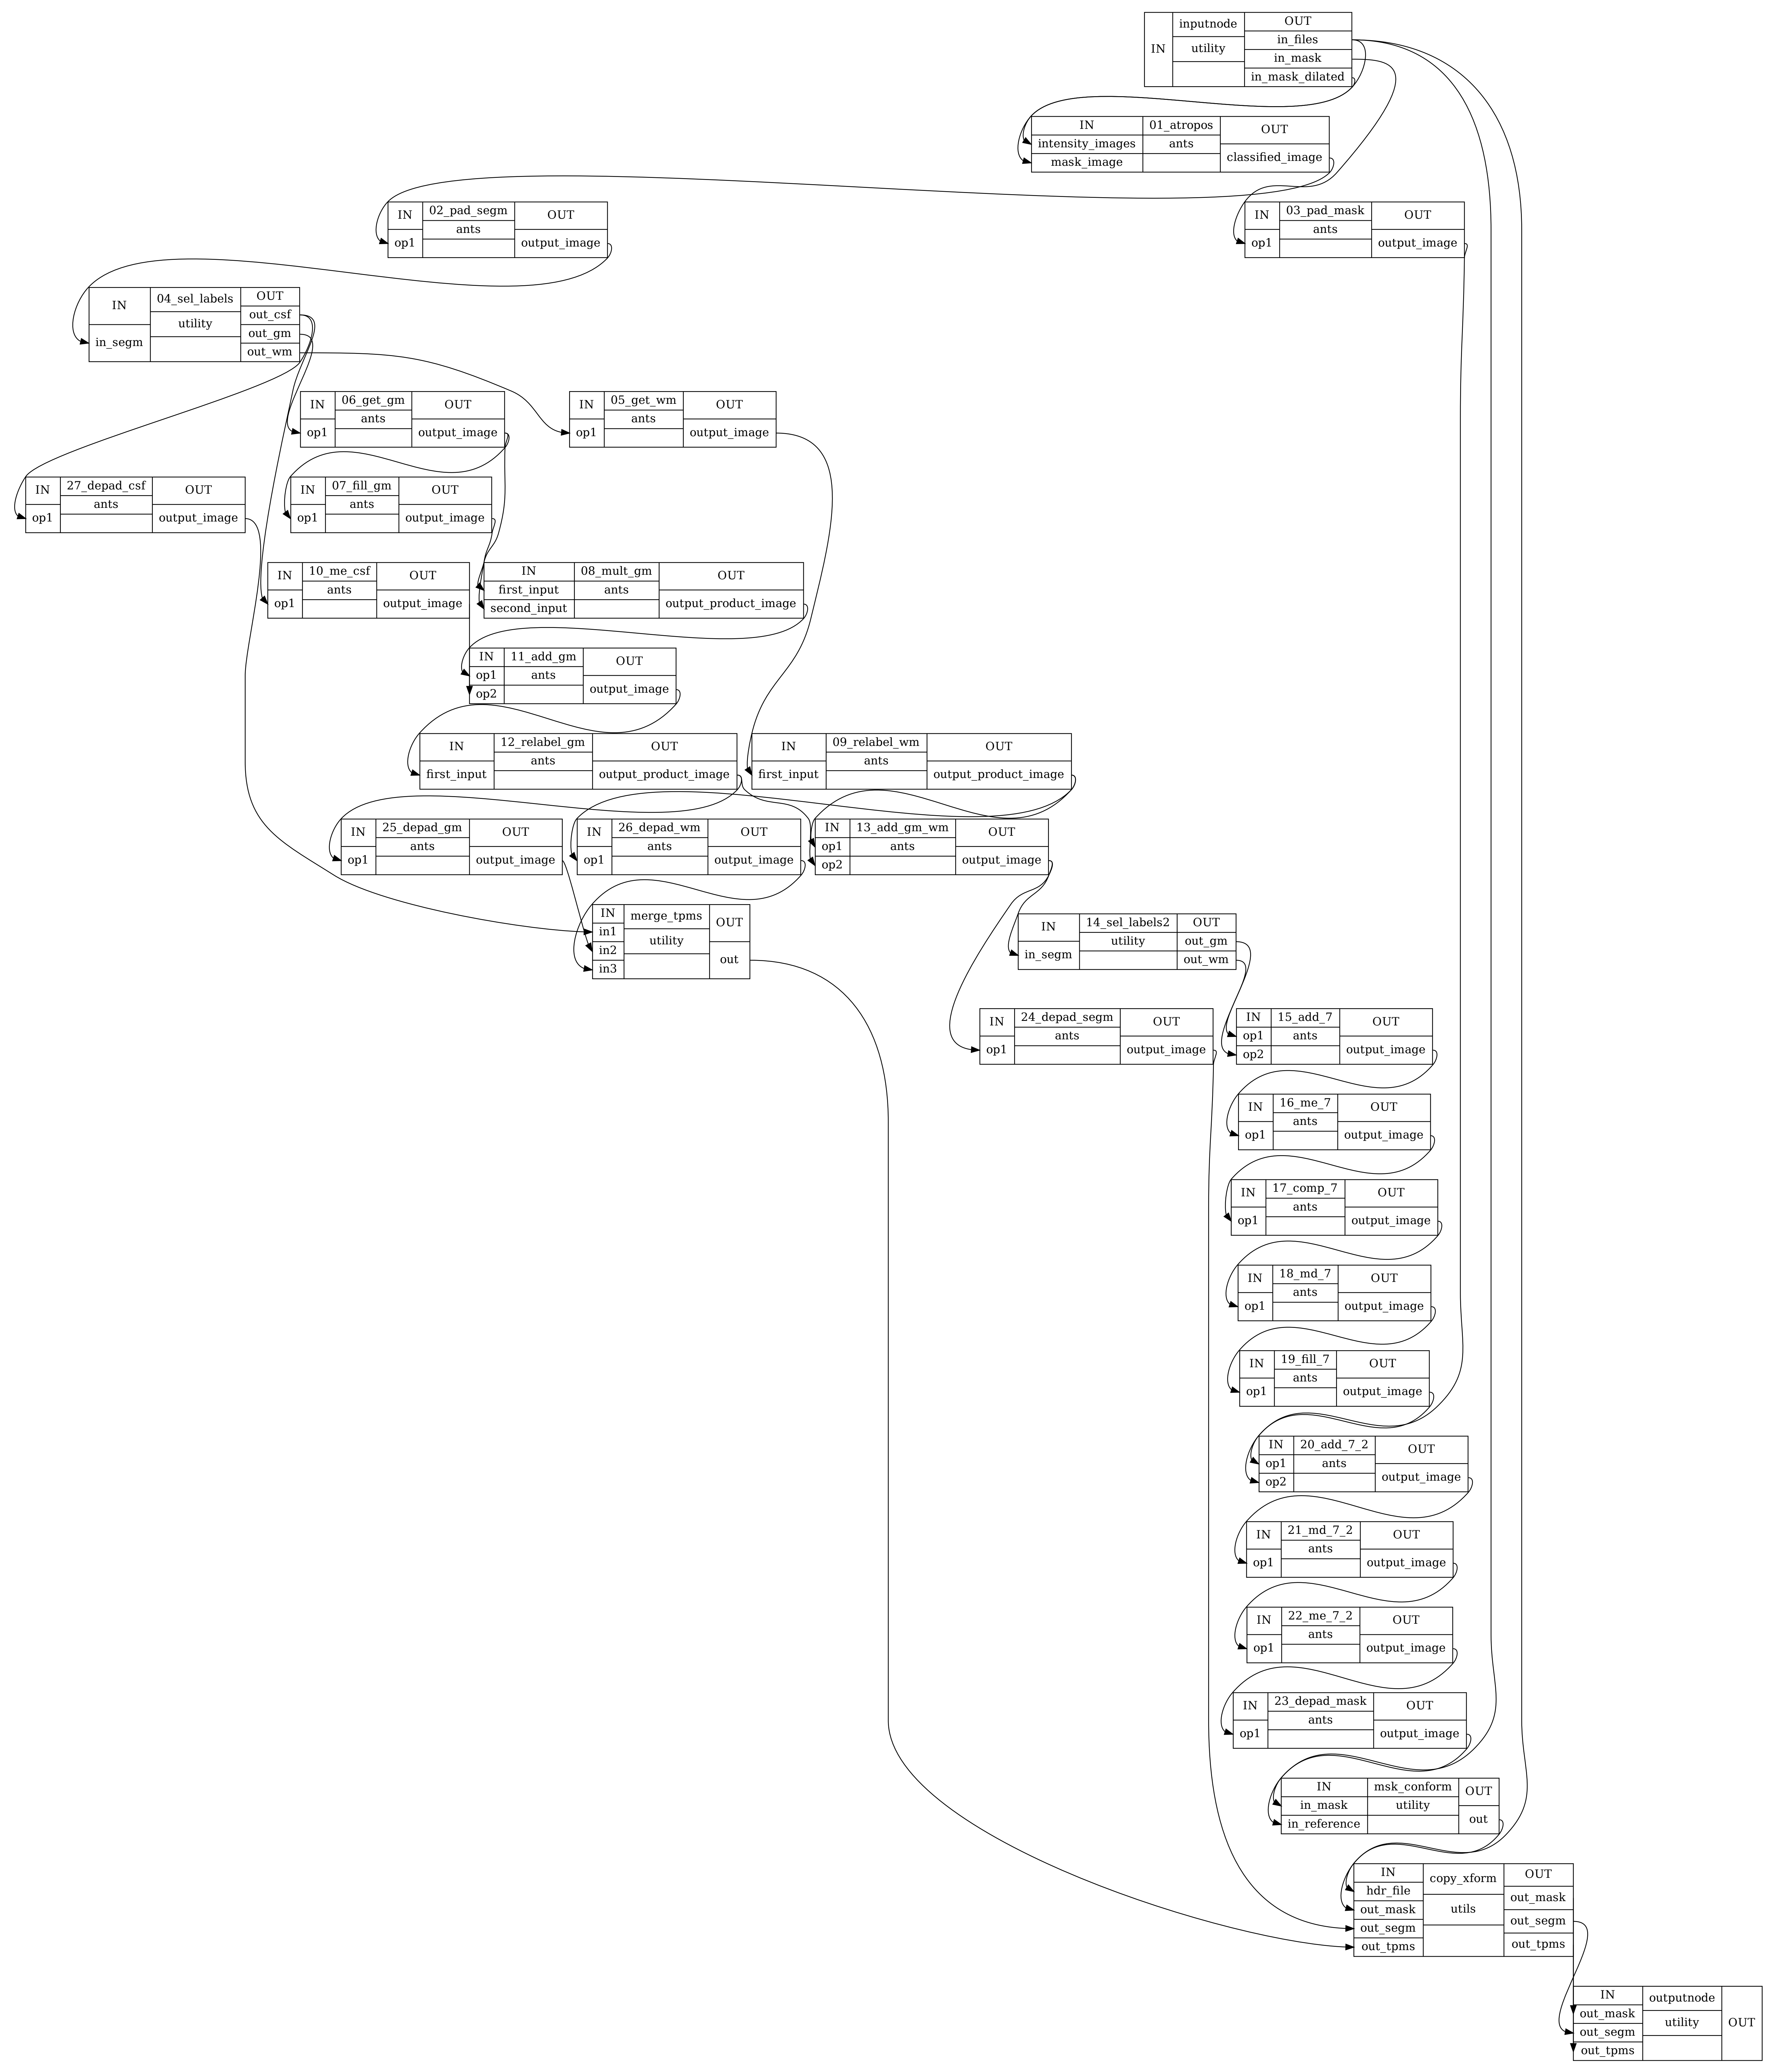 inputnode
OUT
IN
utility
in_files
in_mask
in_mask_dilated
IN
01_atropos
OUT
intensity_images
ants
classified_image
mask_image
IN
02_pad_segm
OUT
ants
op1
output_image
IN
03_pad_mask
OUT
ants
op1
output_image
IN
04_sel_labels
OUT
out_csf
utility
out_gm
in_segm
out_wm
IN
06_get_gm
OUT
ants
op1
output_image
IN
05_get_wm
OUT
ants
op1
output_image
IN
27_depad_csf
OUT
ants
op1
output_image
IN
07_fill_gm
OUT
ants
op1
output_image
IN
10_me_csf
OUT
ants
op1
output_image
IN
08_mult_gm
OUT
first_input
ants
second_input
output_product_image
IN
11_add_gm
OUT
op1
ants
op2
output_image
IN
12_relabel_gm
OUT
ants
first_input
output_product_image
IN
09_relabel_wm
OUT
ants
first_input
output_product_image
IN
25_depad_gm
OUT
ants
op1
output_image
IN
26_depad_wm
OUT
ants
op1
output_image
IN
13_add_gm_wm
OUT
op1
ants
op2
output_image
IN
merge_tpms
OUT
in1
utility
in2
out
in3
IN
14_sel_labels2
OUT
utility
out_gm
in_segm
out_wm
IN
24_depad_segm
OUT
ants
op1
output_image
IN
15_add_7
OUT
op1
ants
op2
output_image
IN
16_me_7
OUT
ants
op1
output_image
IN
17_comp_7
OUT
ants
op1
output_image
IN
18_md_7
OUT
ants
op1
output_image
IN
19_fill_7
OUT
ants
op1
output_image
IN
20_add_7_2
OUT
op1
ants
op2
output_image
IN
21_md_7_2
OUT
ants
op1
output_image
IN
22_me_7_2
OUT
ants
op1
output_image
IN
23_depad_mask
OUT
ants
op1
output_image
IN
msk_conform
OUT
in_mask
utility
in_reference
out
IN
copy_xform
OUT
hdr_file
out_mask
out_mask
utils
out_segm
out_segm
out_tpms
out_tpms
IN
outputnode
OUT
out_mask
utility
out_segm
out_tpms